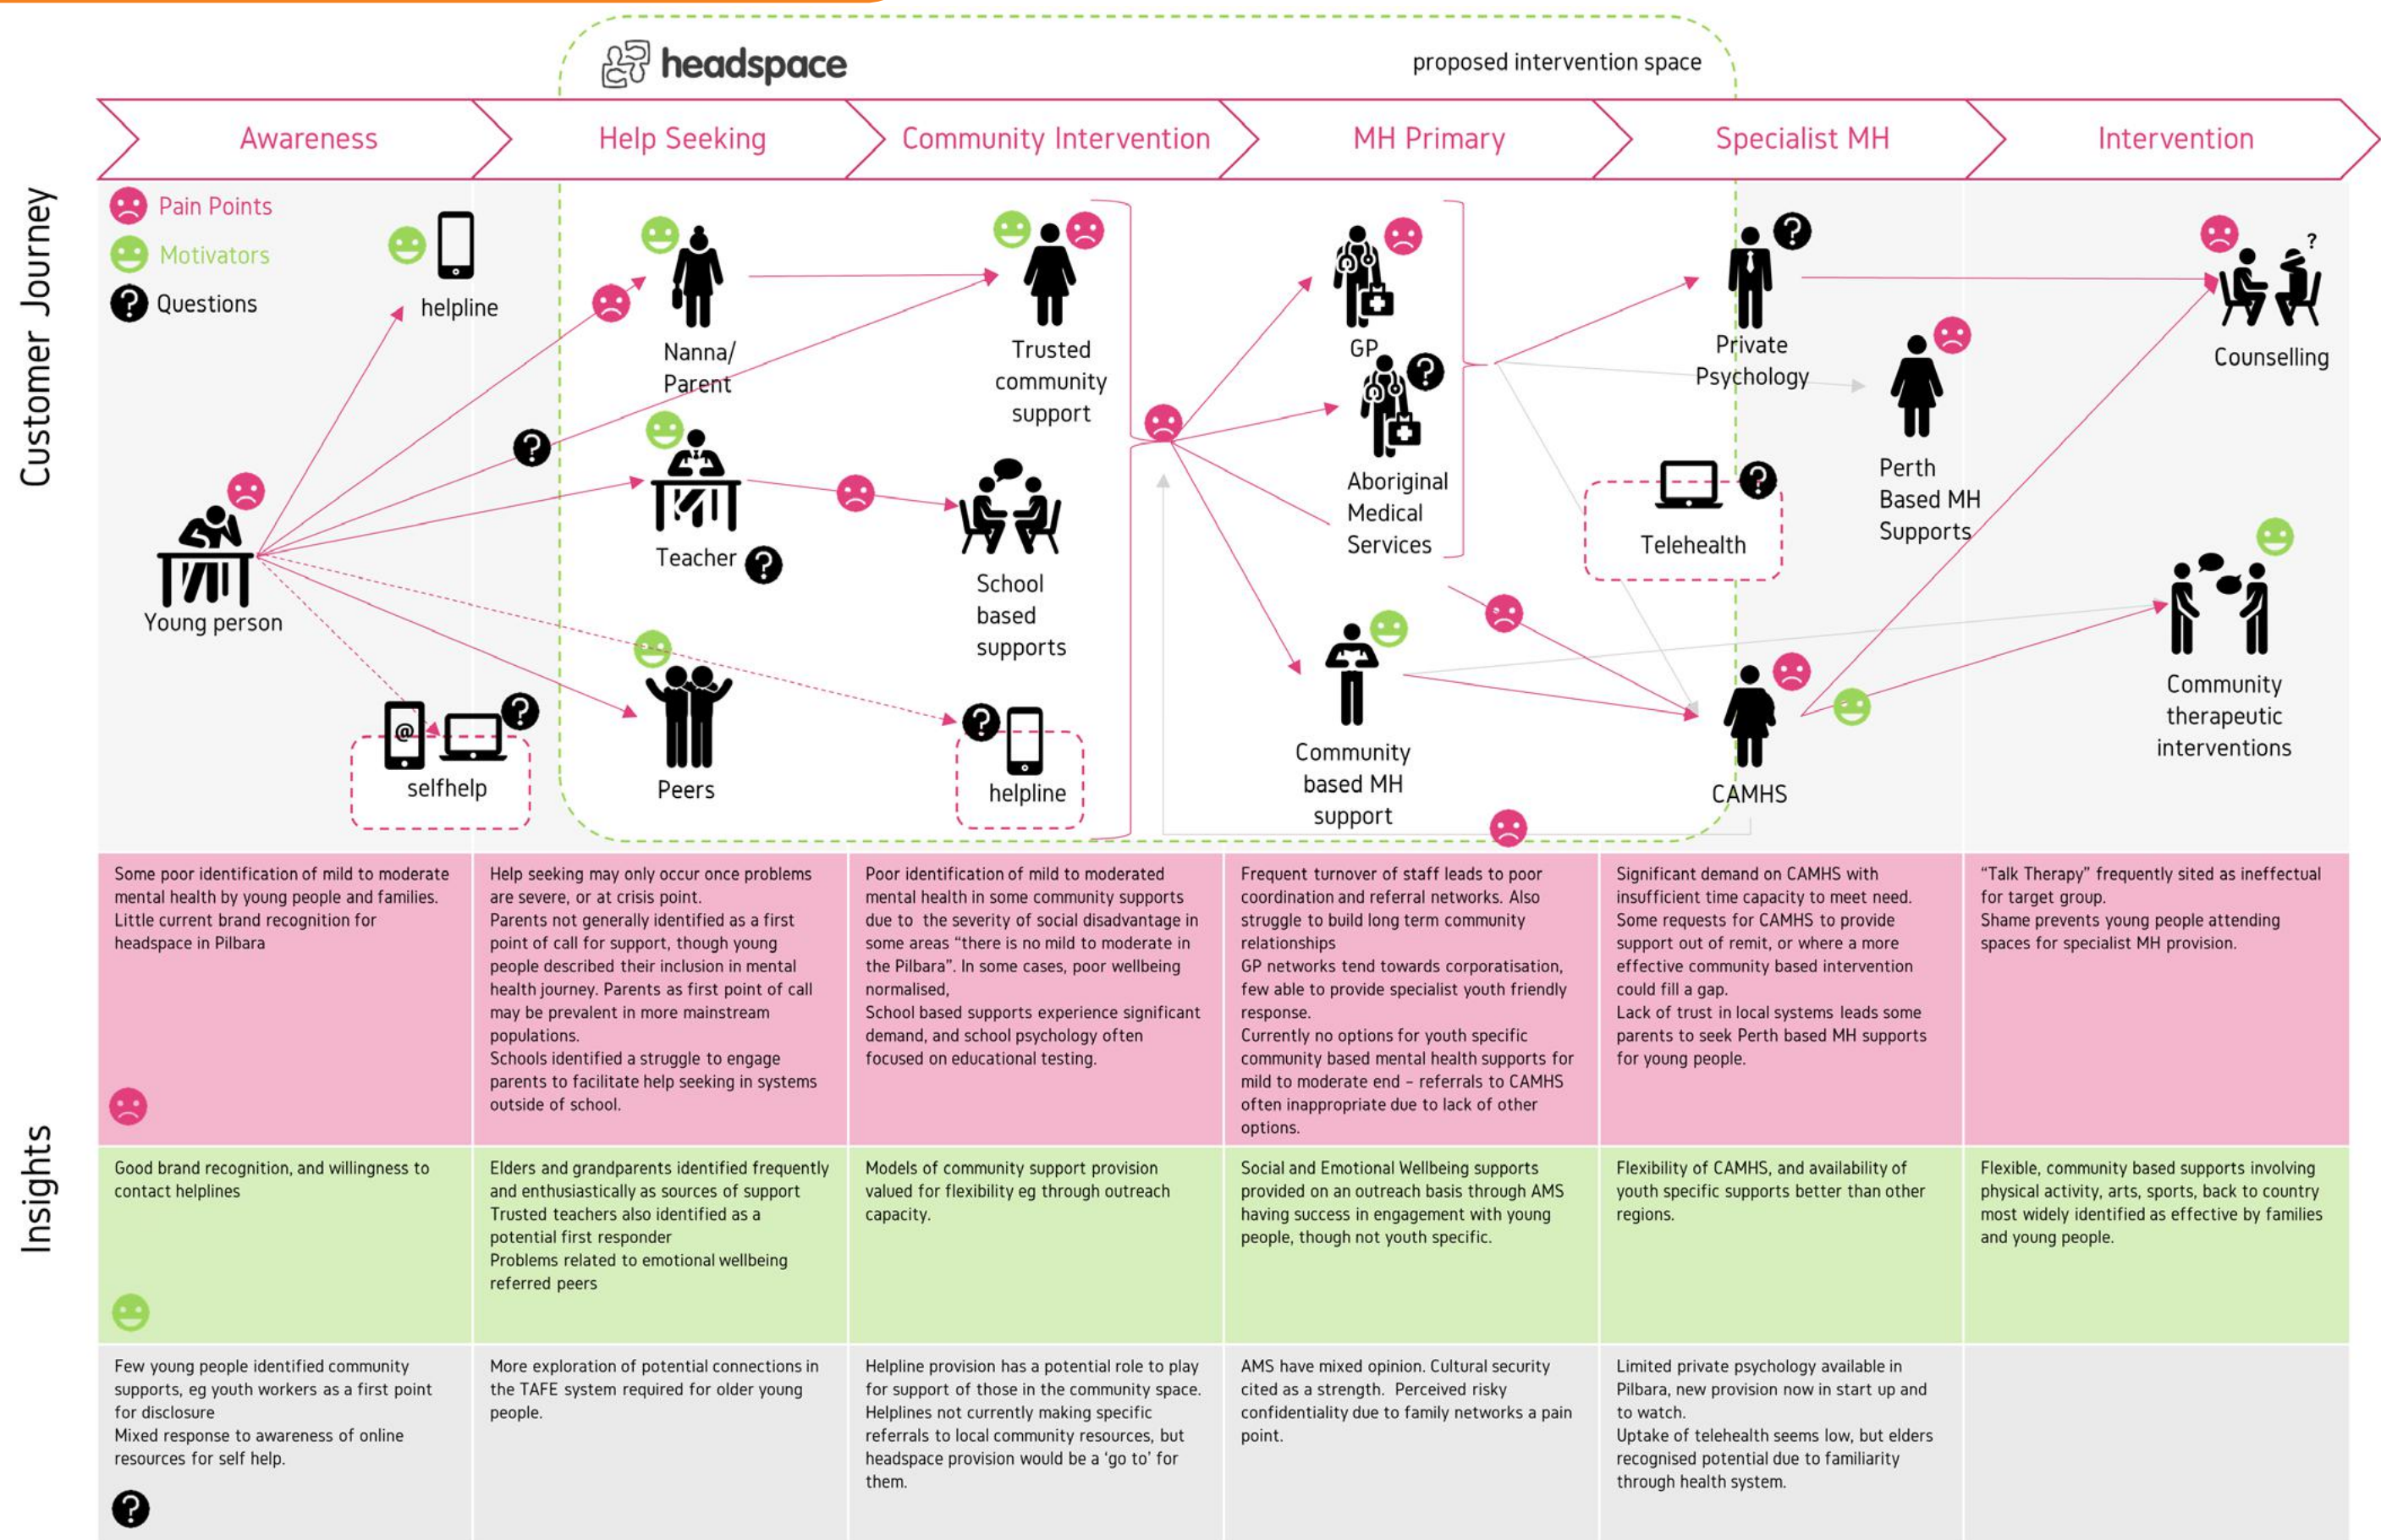 headspace
proposed intervention space
Awareness
Help Seeking
Community Intervention
MH Primary
Specialist MH
Intervention
Customer Journey
Pain Points
Motivators
? Questions
helpline
Nanna/
Parent
Trusted
community
support
GP
?
Private
Psychology
?
Counselling
?
Aboriginal
Medical
Services
Perth
Based MH
Supports
?
Teacher ?
School
based
supports
?
Telehealth
Young person
@
?
selfhelp
Peers
?
helpline
Community
based MH
support
CAMHS
Community
therapeutic
interventions
Insights
Some poor identification of mild to moderate
mental health by young people and families.
Little current brand recognition for
headspace in Pilbara
Help seeking may only occur once problems
are severe, or at crisis point.
Parents not generally identified as a first
point of call for support, though young
people described their inclusion in mental
health journey. Parents as first point of call
may be prevalent in more mainstream
populations.
Schools identified a struggle to engage
parents to facilitate help seeking in systems
outside of school.
Poor identification of mild to moderated
mental health in some community supports
due to the severity of social disadvantage in
some areas “there is no mild to moderate in
the Pilbara”. In some cases, poor wellbeing
normalised,
School based supports experience significant
demand, and school psychology often
focused on educational testing.
Frequent turnover of staff leads to poor
coordination and referral networks. Also
struggle to build long term community
relationships
GP networks tend towards corporatisation,
few able to provide specialist youth friendly
response.
Currently no options for youth specific
community based mental health supports for
mild to moderate end – referrals to CAMHS
often inappropriate due to lack of other
options.
Significant demand on CAMHS with
insufficient time capacity to meet need.
Some requests for CAMHS to provide
support out of remit, or where a more
effective community based intervention
could fill a gap.
Lack of trust in local systems leads some
parents to seek Perth based MH supports
for young people.
“Talk Therapy” frequently sited as ineffectual
for target group.
Shame prevents young people attending
spaces for specialist MH provision.
Good brand recognition, and willingness to
contact helplines
Elders and grandparents identified frequently
and enthusiastically as sources of support
Trusted teachers also identified as a
potential first responder
Problems related to emotional wellbeing
referred peers
Models of community support provision
valued for flexibility eg through outreach
capacity.
Social and Emotional Wellbeing supports
provided on an outreach basis through AMS
having success in engagement with young
people, though not youth specific.
Flexibility of CAMHS, and availability of
youth specific supports better than other
regions.
Flexible, community based supports involving
physical activity, arts, sports, back to country
most widely identified as effective by families
and young people.
Few young people identified community
supports, eg youth workers as a first point
for disclosure
Mixed response to awareness of online
resources for self help.
?
More exploration of potential connections in
the TAFE system required for older young
people.
Helpline provision has a potential role to play
for support of those in the community space.
Helplines not currently making specific
referrals to local community resources, but
headspace provision would be a ‘go to’ for
them.
AMS have mixed opinion. Cultural security
cited as a strength. Perceived risky
confidentiality due to family networks a pain
point.
Limited private psychology available in
Pilbara, new provision now in start up and
to watch.
Uptake of telehealth seems low, but elders
recognised potential due to familiarity
through health system.